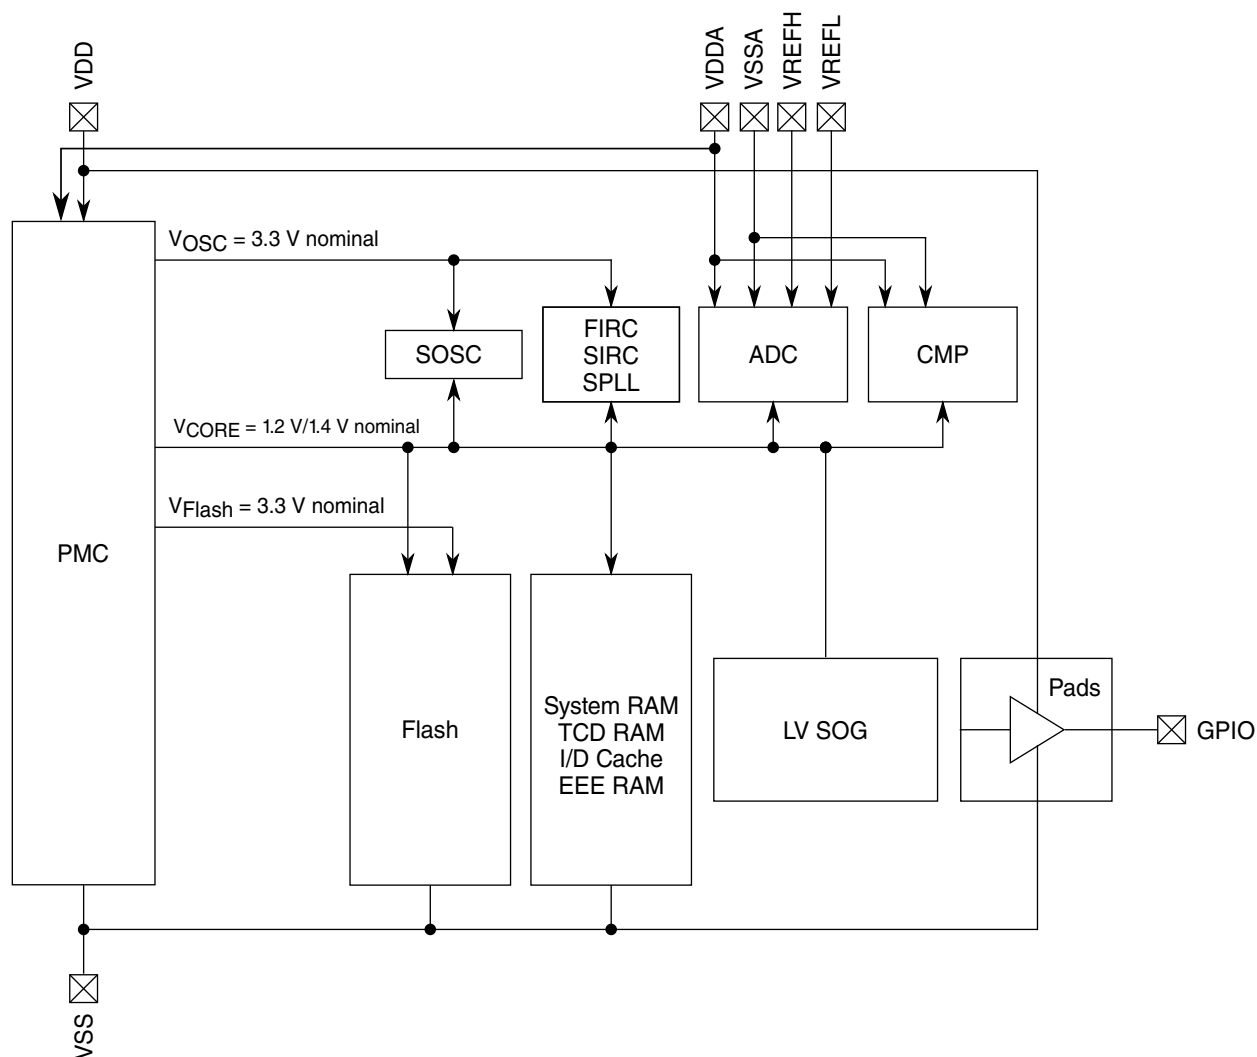 VDD
VDDA
VSSA
VREFH
VREFL
VOSC = 3.3 V nominal
SOSC
FIRC
SIRC
SPLL
ADC
CMP
VCORE = 1.2 V/1.4 V nominal
VFlash = 3.3 V nominal
PMC
Flash
System RAM
TCD RAM
I/D Cache
EEE RAM
LV SOG
Pads
GPIO
VSS